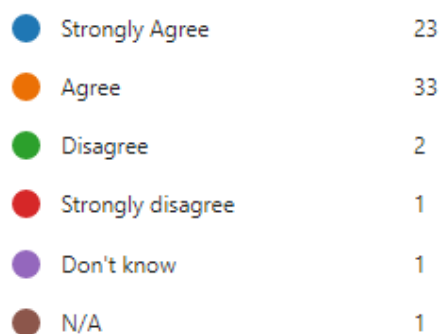 Strongly Agree 23
Agree 33
Disagree 2
Strongly disagree 1
Don't know 1
N/A 1